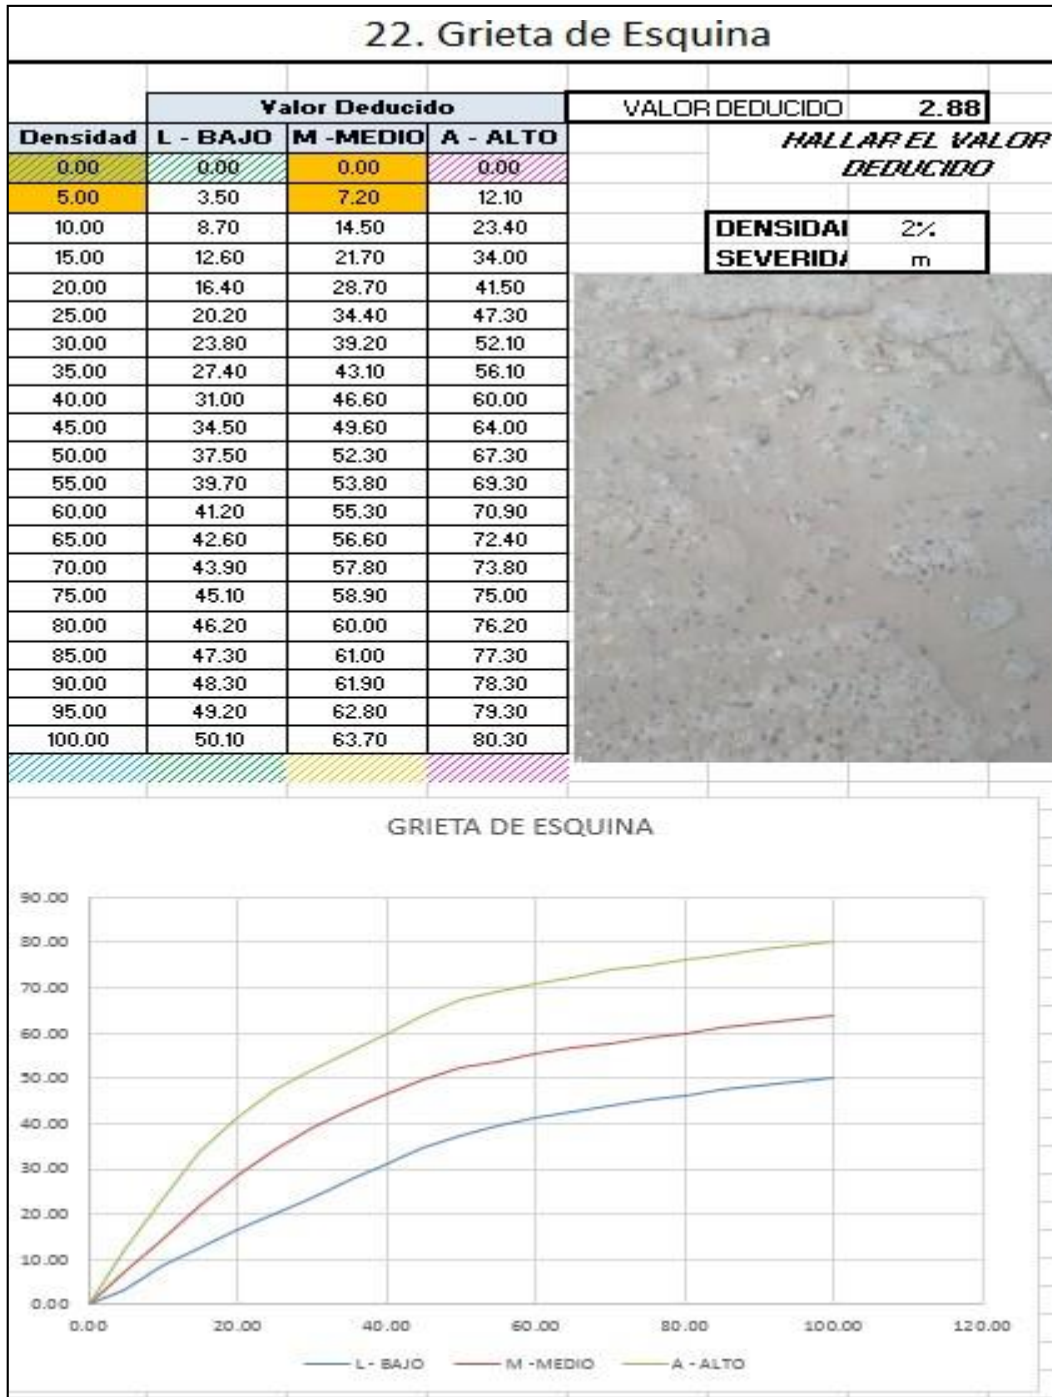 22. Grieta de Esquina
Valor Deducido VALOR DEDUCIDO 2.88
Densidad L - BAJO M -MEDIO A - ALTO HALLAR EL VALOR
0.00 0.00 0.00 0.00 DEDUCIDO
5.00 3.50 7.20 12.10
10.00 8.70 14.50 23.40 DENSIDAI 2%
15.00 12.60 21.70 34.00 SEVERIDA m
20.00 16.40 28.70 41.50
25.00 20.20 34.40 47.30
30.00 23.80 39.20 52.10
35.00 27.40 43.10 56.10
40.00 31.00 46.60 60.00
45.00 34.50 49.60 64.00
50.00 37.50 52.30 67.30
55.00 39.70 53.80 69.30
60.00 41.20 55.30 70.90
65.00 42.60 56.60 72.40
70.00 43.90 57.80 73.80
75.00 45.10 58.90 75.00
80.00 46.20 60.00 76.20
85.00 47.30 61.00 77.30
90.00 48.30 61.90 78.30
95.00 49.20 62.80 79.30
100.00 50.10 63.70 80.30
GRIETA DE ESQUINA
90.00
80.00
70.00
60.00
50.00
40.00
30.00
20.00
10.00
0.00
0.00 20.00 40.00 60.00 80.00 100.00 120.00
L - BAJO M -MEDIO A - ALTO